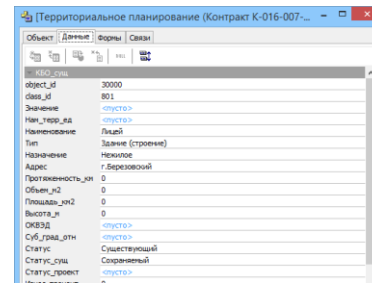 [Территориальное планирование (Контракт К-016-007-...
Объект Данные Формы Связи
КБО_сущ
object_id 30000
class_id 801
Значение <пусто>
Нан_терр_ед <пусто>
Наименование Лицей
Тип Здание (строение)
Назначение Нежилое
Адрес г.Березовский
Протяженность_км 0
Объем_м2 0
Площадь_км2 0
Высота_м 0
ОКВЭД <пусто>
Суб_град_отн <пусто>
Статус Существующий
Статус_сущ Сохраняемый
Статус_проект <пусто>